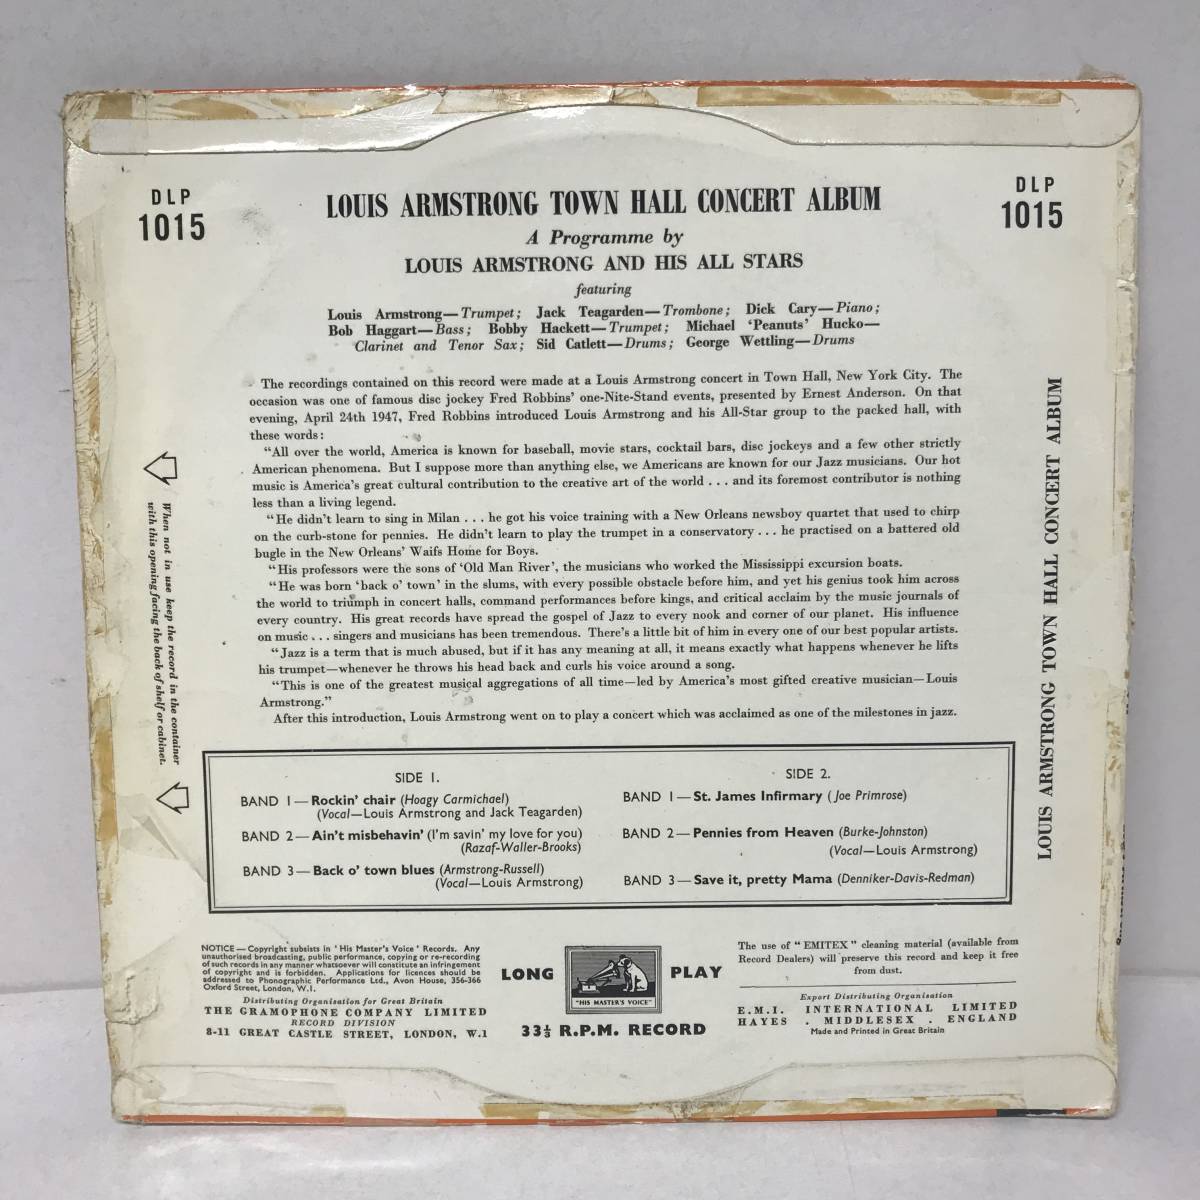 DLP
1015
DLP
1015
LOUIS ARMSTRONG TOWN HALL CONCERT ALBUM
A Programme by
LOUIS ARMSTRONG AND HIS ALL STARS
featuring
Louis Armstrong—Trumpet; Jack Teagarden—Trombone; Dick Cary—Piano;
Bob Haggart—Bass; Bobby Hackett—Trumpet; Michael 'Peanuts' Hucko—
Clarinet and Tenor Sax; Sid Catlett—Drums; George Wettling—Drums
The recordings contained on this record were made at a Louis Armstrong concert in Town Hall, New York City. The
occasion was one of famous disc jockey Fred Robbins' one-Nite-Stand events, presented by Ernest Anderson. On that
evening, April 24th 1947, Fred Robbins introduced Louis Armstrong and his All-Star group to the packed hall, with
these words:
"All over the world, America is known for baseball, movie stars, cocktail bars, disc jockeys and a few other strictly
American phenomena. But I suppose more than anything else, we Americans are known for our Jazz musicians. Our hot
music is America's great cultural contribution to the creative art of the world . . . and its foremost contributor is nothing
less than a living legend.
"He didn't learn to sing in Milan . . . he got his voice training with a New Orleans newsboy quartet that used to chirp
on the curb-stone for pennies. He didn't learn to play the trumpet in a conservatory . . . he practised on a battered old
bugle in the New Orleans' Waifs Home for Boys.
"His professors were the sons of 'Old Man River', the musicians who worked the Mississippi excursion boats.
"He was born 'back o' town' in the slums, with every possible obstacle before him, and yet his genius took him across
the world to triumph in concert halls, command performances before kings, and critical acclaim by the music journals of
every country. His great records have spread the gospel of Jazz to every nook and corner of our planet. His influence
on music . . . singers and musicians has been tremendous. There's a little bit of him in every one of our best popular artists.
"Jazz is a term that is much abused, but if it has any meaning at all, it means exactly what happens whenever he lifts
his trumpet—whenever he throws his head back and curls his voice around a song.
"This is one of the greatest musical aggregations of all time—led by America's most gifted creative musician—Louis
Armstrong."
After this introduction, Louis Armstrong went on to play a concert which was acclaimed as one of the milestones in jazz.
When not in use keep the record in the container
with this opening facing the back of shelf or cabinet.
LOUIS ARMSTRONG TOWN HALL CONCERT ALBUM
SIDE 1.
BAND 1—Rockin' chair (Hoagy Carmichael)
(Vocal—Louis Armstrong and Jack Teagarden)
BAND 2—Ain't misbehavin' (I'm savin' my love for you)
(Razaf-Waller-Brooks)
BAND 3—Back o' town blues (Armstrong-Russell)
(Vocal—Louis Armstrong)
SIDE 2.
BAND 1—St. James Infirmary (Joe Primrose)
BAND 2—Pennies from Heaven (Burke-Johnston)
(Vocal—Louis Armstrong)
BAND 3—Save it, pretty Mama (Denniker-Davis-Redman)
NOTICE—Copyright subsists in 'His Master's Voice' Records. Any
unauthorised broadcasting, public performance, copying or re-recording
of such records in any manner whatsoever will constitute an infringement
of copyright and is forbidden. Applications for licences should be
addressed to Phonographic Performance Ltd., Avon House, 356-366
Oxford Street, London, W.1.
Distributing Organisation for Great Britain
THE GRAMOPHONE COMPANY LIMITED
RECORD DIVISION
8-11 GREAT CASTLE STREET, LONDON, W.1
LONG PLAY
"HIS MASTER'S VOICE"
33⅓ R.P.M. RECORD
The use of "EMITEX" cleaning material (available from
Record Dealers) will preserve this record and keep it free
from dust.
Export Distributing Organisation
E.M.I. INTERNATIONAL LIMITED
HAYES . MIDDLESEX . ENGLAND
Made and Printed in Great Britain